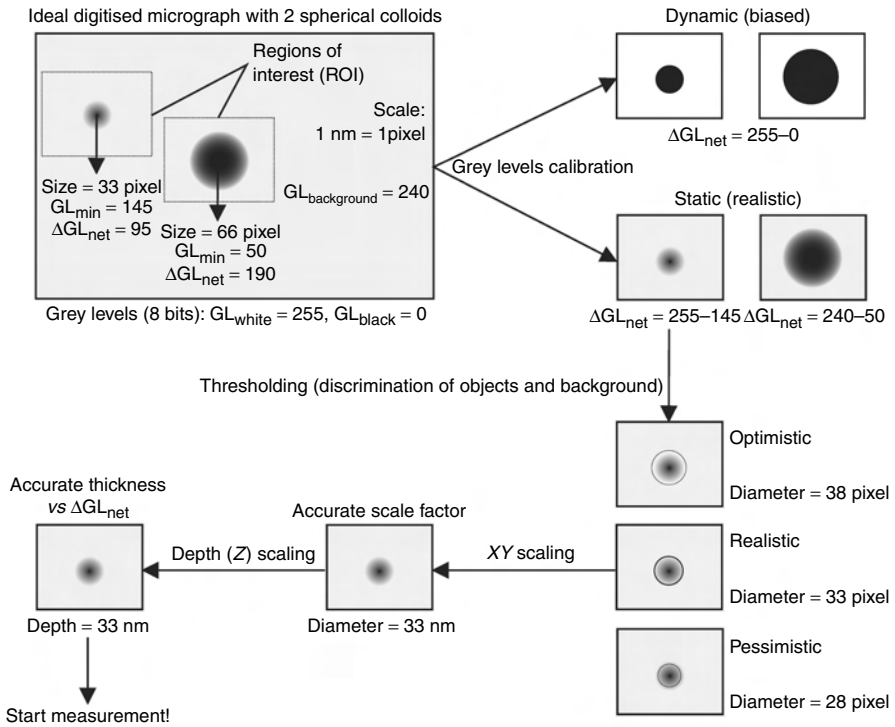 Ideal digitised micrograph with 2 spherical colloids
Regions of
interest (ROI)
Scale:
1 nm = 1pixel
Size = 33 pixel
GLmin = 145
ΔGLnet = 95
GLbackground = 240
Size = 66 pixel
GLmin = 50
ΔGLnet = 190
Grey levels (8 bits): GLwhite = 255, GLblack = 0
Grey levels calibration
Dynamic (biased)
ΔGLnet = 255–0
Static (realistic)
ΔGLnet = 255–145 ΔGLnet = 240–50
Thresholding (discrimination of objects and background)
Optimistic
Diameter = 38 pixel
Realistic
Diameter = 33 pixel
Pessimistic
Diameter = 28 pixel
XY scaling
Accurate scale factor
Diameter = 33 nm
Depth (Z) scaling
Accurate thickness
vs ΔGLnet
Depth = 33 nm
Start measurement!